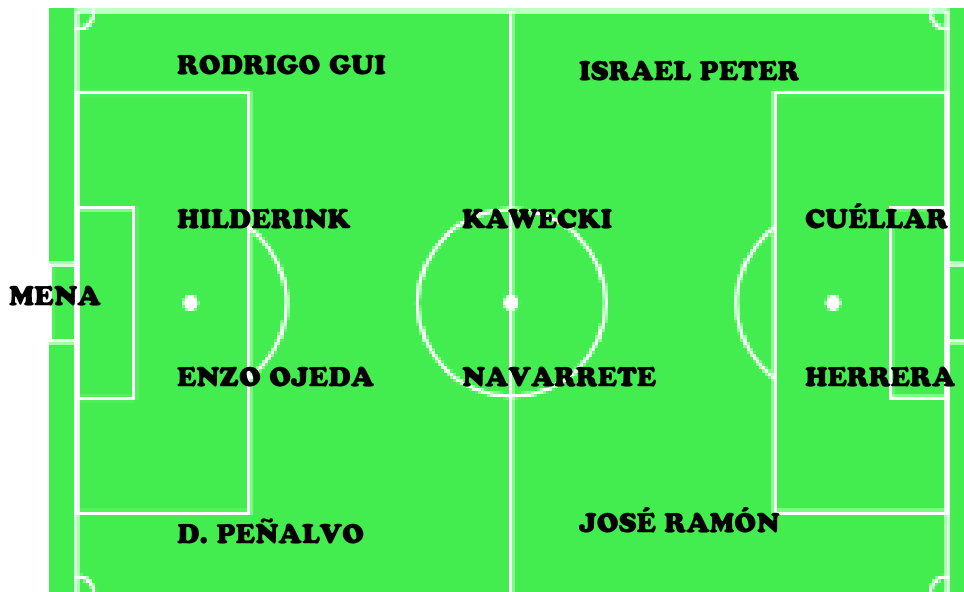 RODRIGO GUI
ISRAEL PETER
HILDERINK
KAWECKI
CUÉLLAR
MENA
ENZO OJEDA
NAVARRETE
HERRERA
D. PEÑALVO
JOSÉ RAMÓN